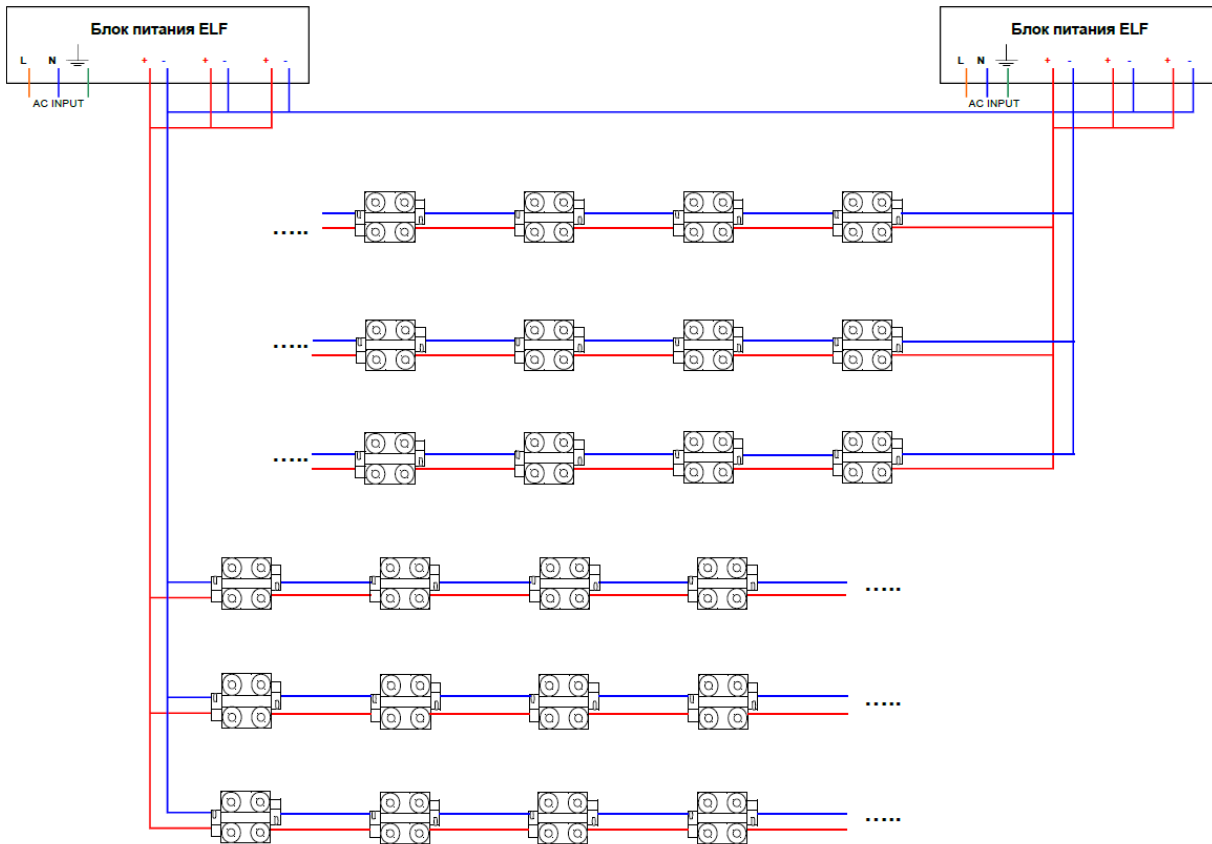 Блок питания ELF
L N + - + - + -
AC INPUT
Блок питания ELF
L N + - + - + -
AC INPUT
.....
.....
.....
.....
.....
.....